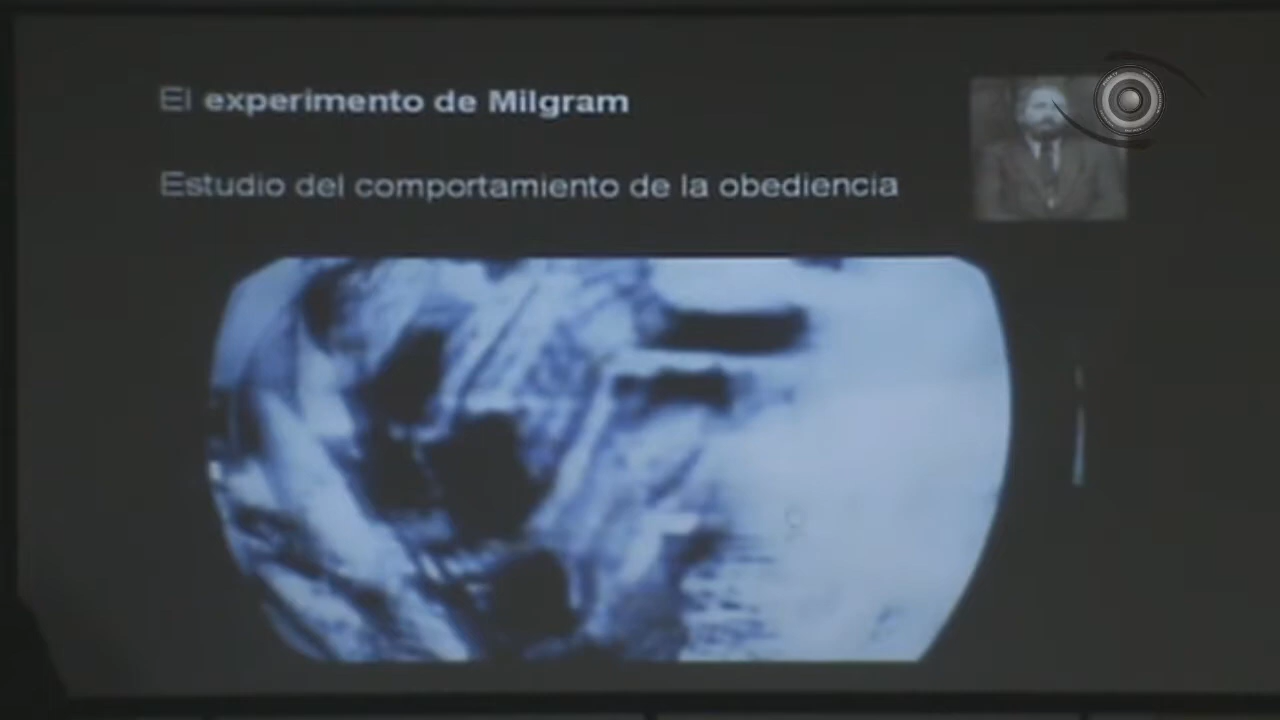 El experimento de Milgram
Estudio del comportamiento de la obediencia